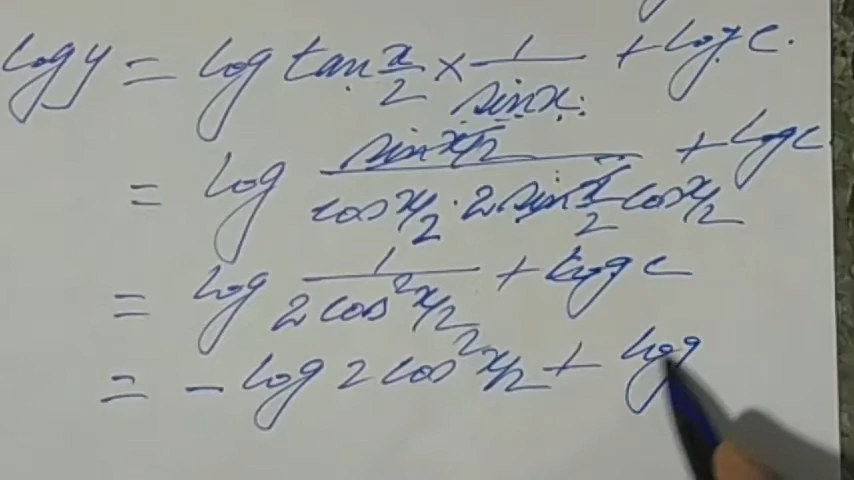 log y = log tan x/2 × 1/sin x + log c.
= log sin x/2 / cos x/2 · 2 sin x/2 cos x/2 + log c
= log 1 / 2 cos² x/2 + log c
= - log 2 cos² x/2 + log